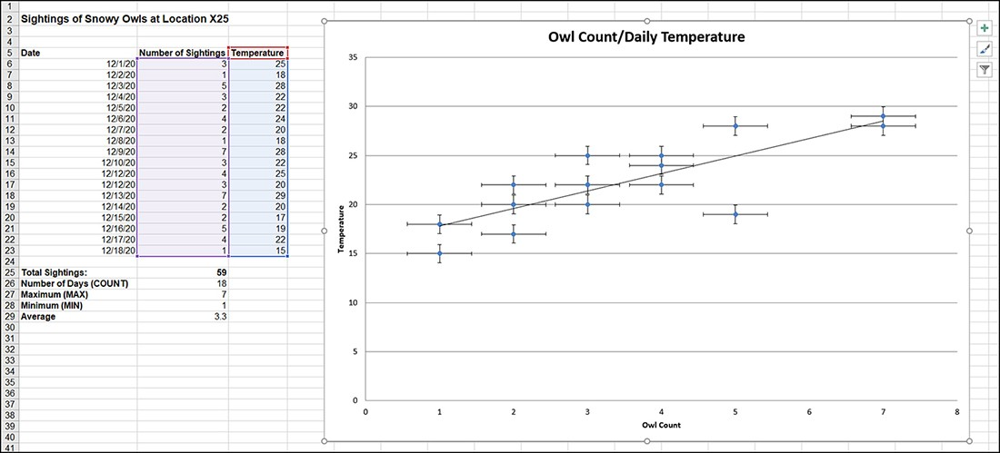 1
2 Sightings of Snowy Owls at Location X25
3
4
5 Date Number of Sightings Temperature
6 12/1/20 3 25
7 12/2/20 1 18
8 12/3/20 5 28
9 12/4/20 3 22
10 12/5/20 2 22
11 12/6/20 4 24
12 12/7/20 2 20
13 12/8/20 1 18
14 12/9/20 7 28
15 12/10/20 3 22
16 12/12/20 4 25
17 12/12/20 3 20
18 12/13/20 7 29
19 12/14/20 2 20
20 12/15/20 2 17
21 12/16/20 5 19
22 12/17/20 4 22
23 12/18/20 1 15
24
25 Total Sightings: 59
26 Number of Days (COUNT) 18
27 Maximum (MAX) 7
28 Minimum (MIN) 1
29 Average 3.3
30
31
32
33
34
35
36
37
38
39
40
41
Owl Count/Daily Temperature
Temperature
35
30
25
20
15
10
5
0
0 1 2 3 4 5 6 7 8
Owl Count